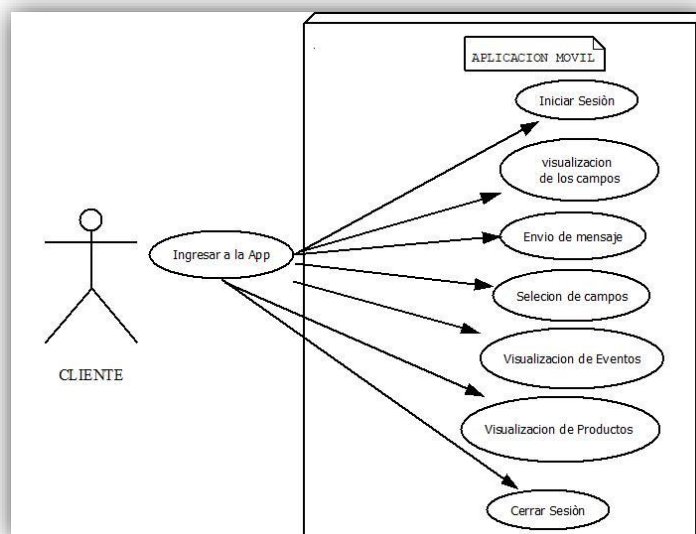 APLICACION MOVIL
Iniciar Sesiòn
visualizacion
de los campos
Ingresar a la App
Envio de mensaje
Selecion de campos
CLIENTE
Visualizacion de Eventos
Visualizacion de Productos
Cerrar Sesiòn